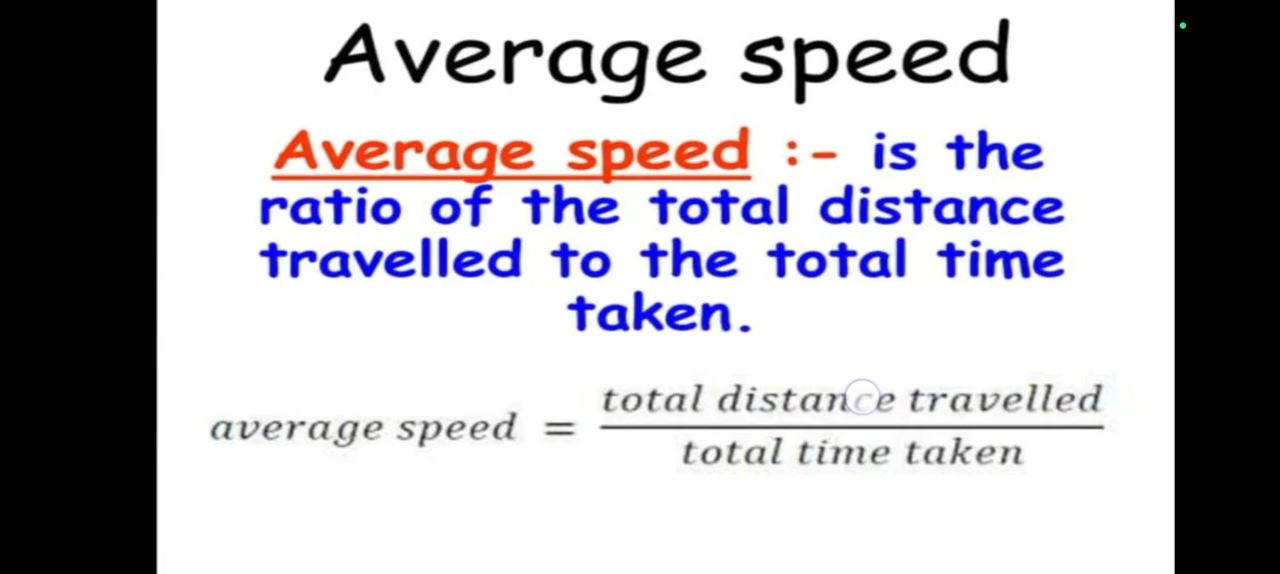 Average speed
Average speed :- is the
ratio of the total distance
travelled to the total time
taken.
average speed = total distance travelled
total time taken